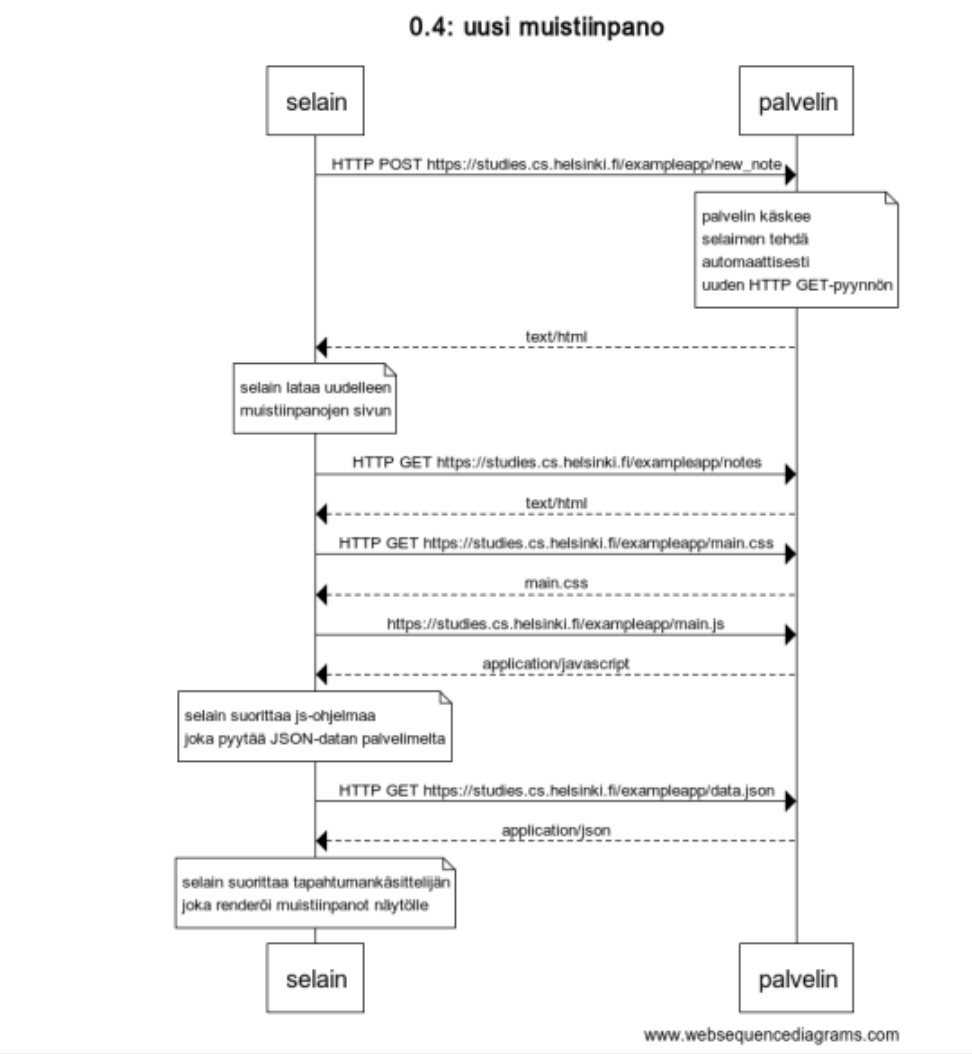 0.4: uusi muistiinpano
selain
palvelin
HTTP POST https://studies.cs.helsinki.fi/exampleapp/new_note
palvelin käskee
selaimen tehdä
automaattisesti
uuden HTTP GET-pyynnön
text/html
selain lataa uudelleen
muistiinpanojen sivun
HTTP GET https://studies.cs.helsinki.fi/exampleapp/notes
text/html
HTTP GET https://studies.cs.helsinki.fi/exampleapp/main.css
main.css
https://studies.cs.helsinki.fi/exampleapp/main.js
application/javascript
selain suorittaa js-ohjelmaa
joka pyytää JSON-datan palvelimelta
HTTP GET https://studies.cs.helsinki.fi/exampleapp/data.json
application/json
selain suorittaa tapahtumankäsittelijän
joka renderöi muistiinpanot näytölle
selain
palvelin
www.websequencediagrams.com